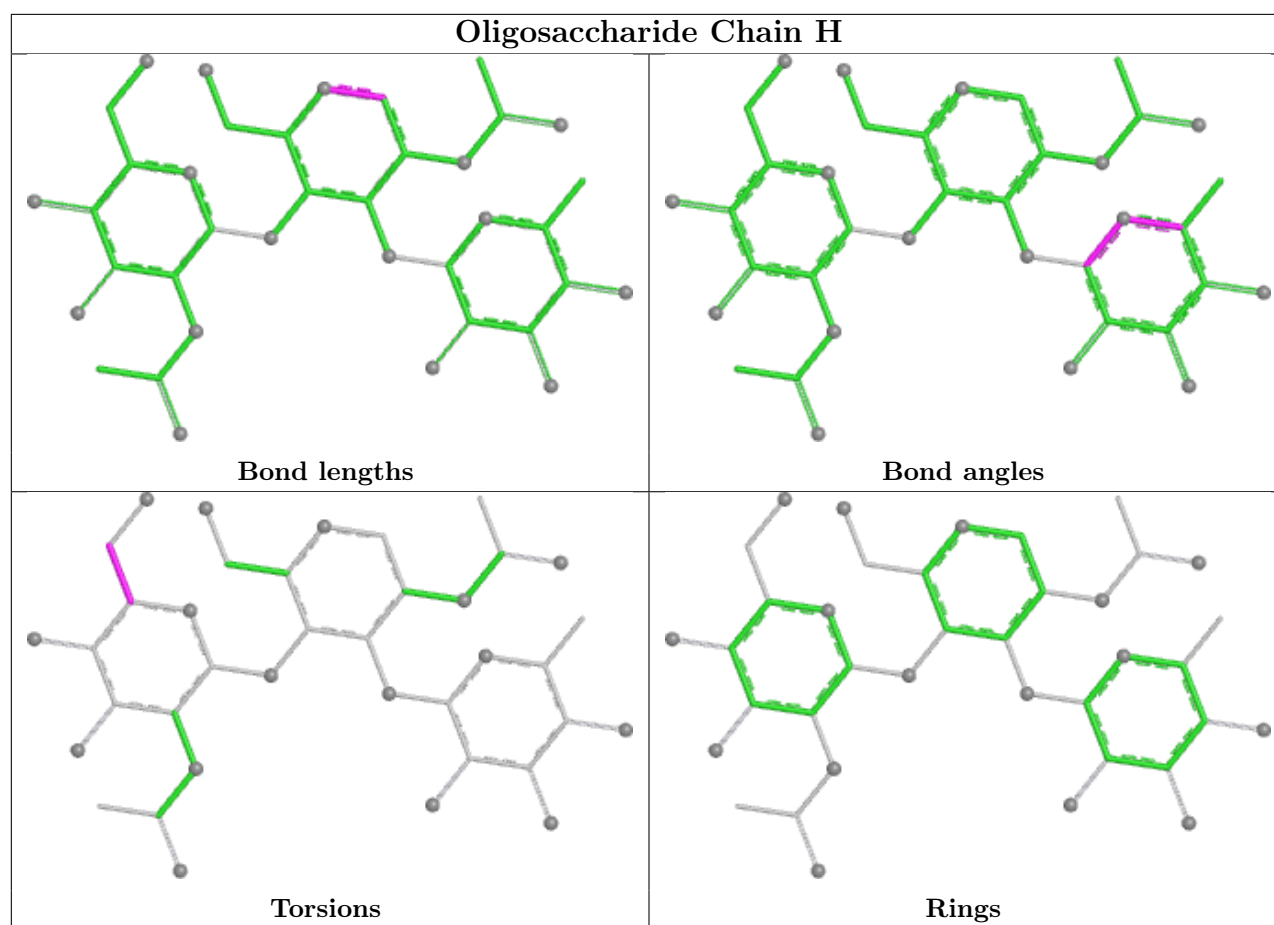 Oligosaccharide Chain H
Bond lengths
Bond angles
Torsions
Rings